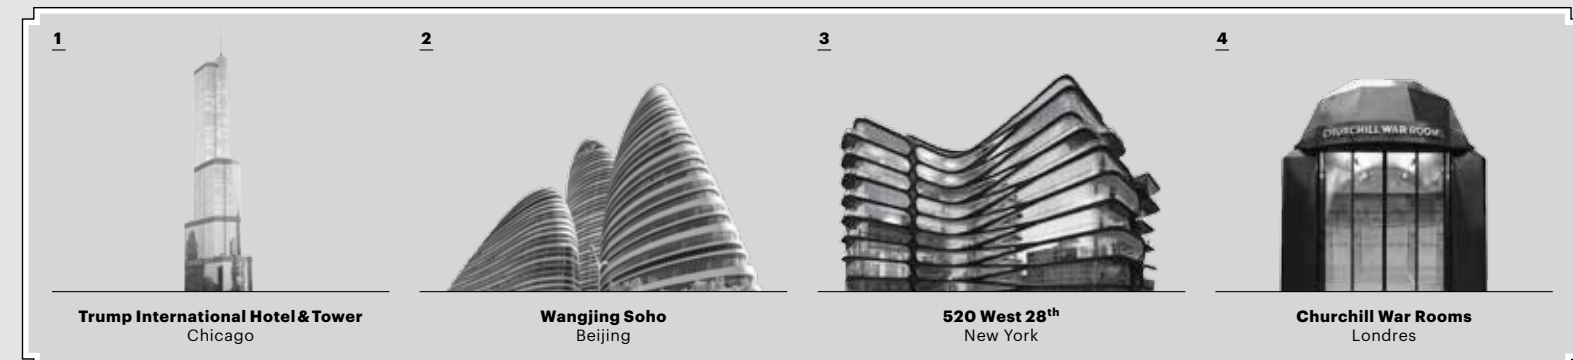 1
2
3
4
CHURCHILL WAR ROOMS
Trump International Hotel & Tower
Chicago
Wangjing Soho
Beijing
520 West 28th
New York
Churchill War Rooms
Londres